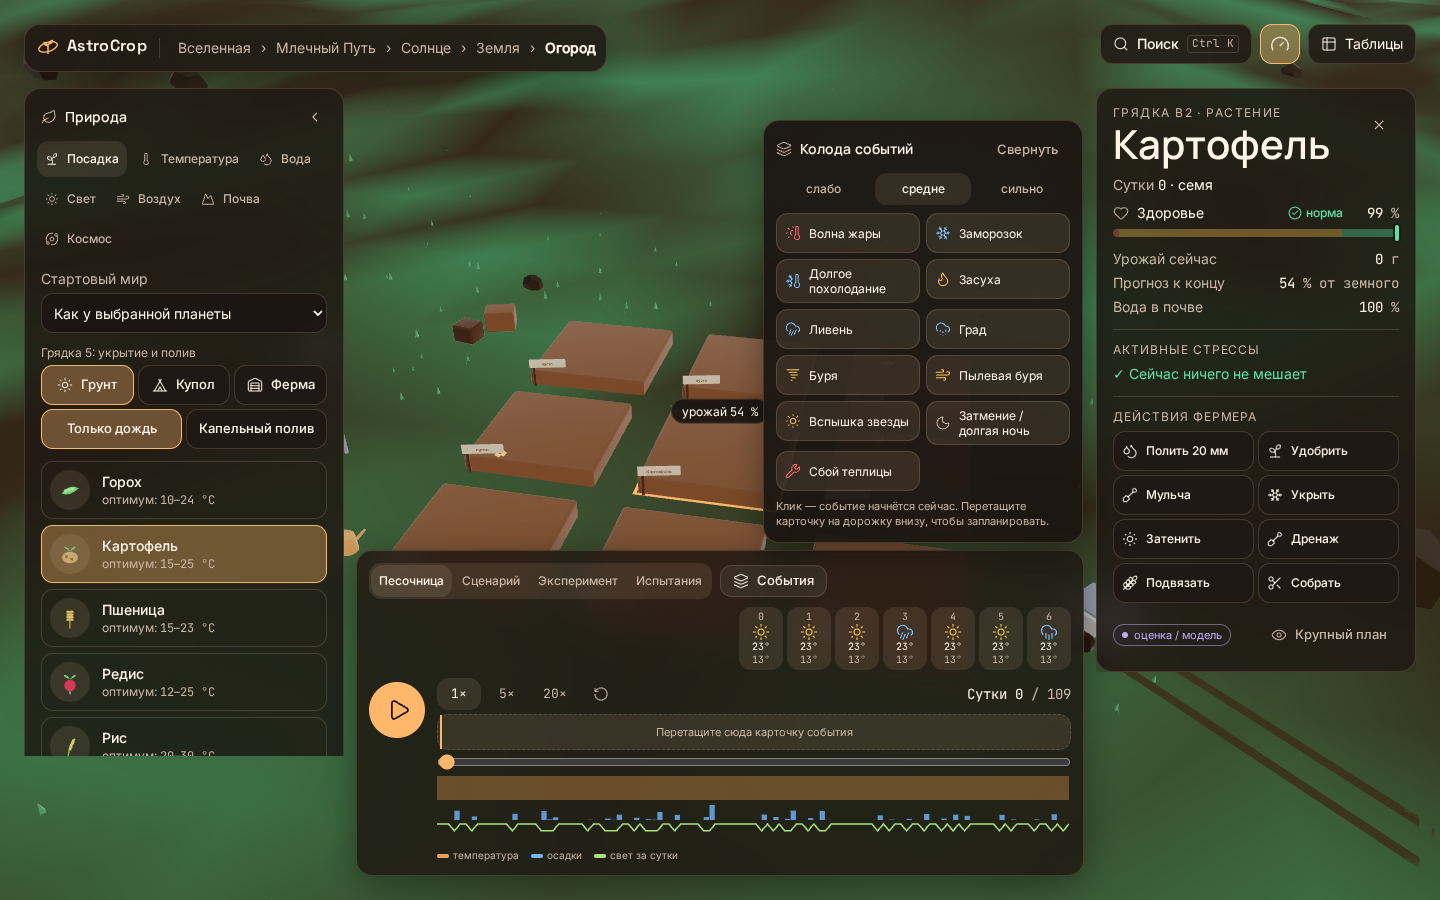 AstroCrop
Вселенная › Млечный Путь › Солнце › Земля › Огород
Поиск Ctrl K
Таблицы
Природа
Посадка
Температура
Вода
Свет
Воздух
Почва
Космос
Стартовый мир
Как у выбранной планеты
Грядка 5: укрытие и полив
Грунт
Купол
Ферма
Только дождь
Капельный полив
Горох
оптимум: 10–24 °C
Картофель
оптимум: 15–25 °C
Пшеница
оптимум: 15–23 °C
Редис
оптимум: 12–25 °C
Рис
оптимум: 20–30 °C
Картофель
урожай 54 %
Колода событий
Свернуть
слабо
средне
сильно
Волна жары
Заморозок
Долгое
похолодание
Засуха
Ливень
Град
Буря
Пылевая буря
Вспышка звезды
Затмение /
долгая ночь
Сбой теплицы
Клик — событие начнётся сейчас. Перетащите
карточку на дорожку внизу, чтобы запланировать.
Песочница
Сценарий
Эксперимент
Испытания
События
0 1 2 3 4 5 6
23° 23° 23° 23° 23° 23° 23°
13° 13° 13° 13° 13° 13° 13°
1× 5× 20×
Сутки 0 / 109
Перетащите сюда карточку события
температура
осадки
свет за сутки
ГРЯДКА B2 · РАСТЕНИЕ
Картофель
Сутки 0 · семя
Здоровье норма 99 %
Урожай сейчас 0 г
Прогноз к концу 54 % от земного
Вода в почве 100 %
АКТИВНЫЕ СТРЕССЫ
✓ Сейчас ничего не мешает
ДЕЙСТВИЯ ФЕРМЕРА
Полить 20 мм
Удобрить
Мульча
Укрыть
Затенить
Дренаж
Подвязать
Собрать
оценка / модель
Крупный план